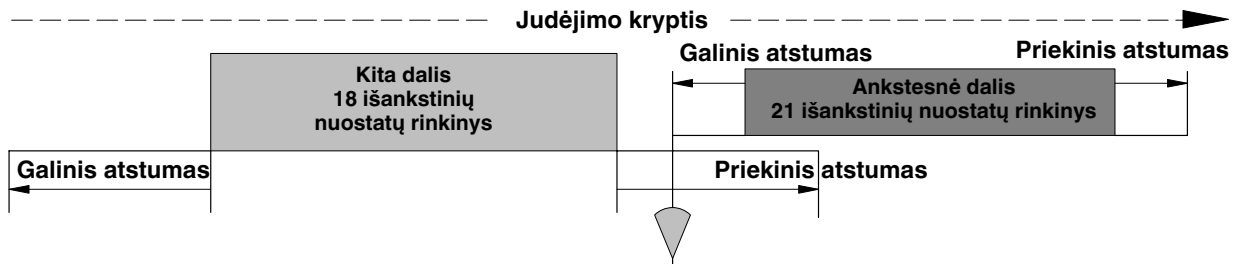 Judėjimo kryptis
Galinis atstumas
Priekinis atstumas
Kita dalis
18 išankstinių
nuostatų rinkinys
Ankstesnė dalis
21 išankstinių nuostatų rinkinys
Galinis atstumas
Priekinis atstumas